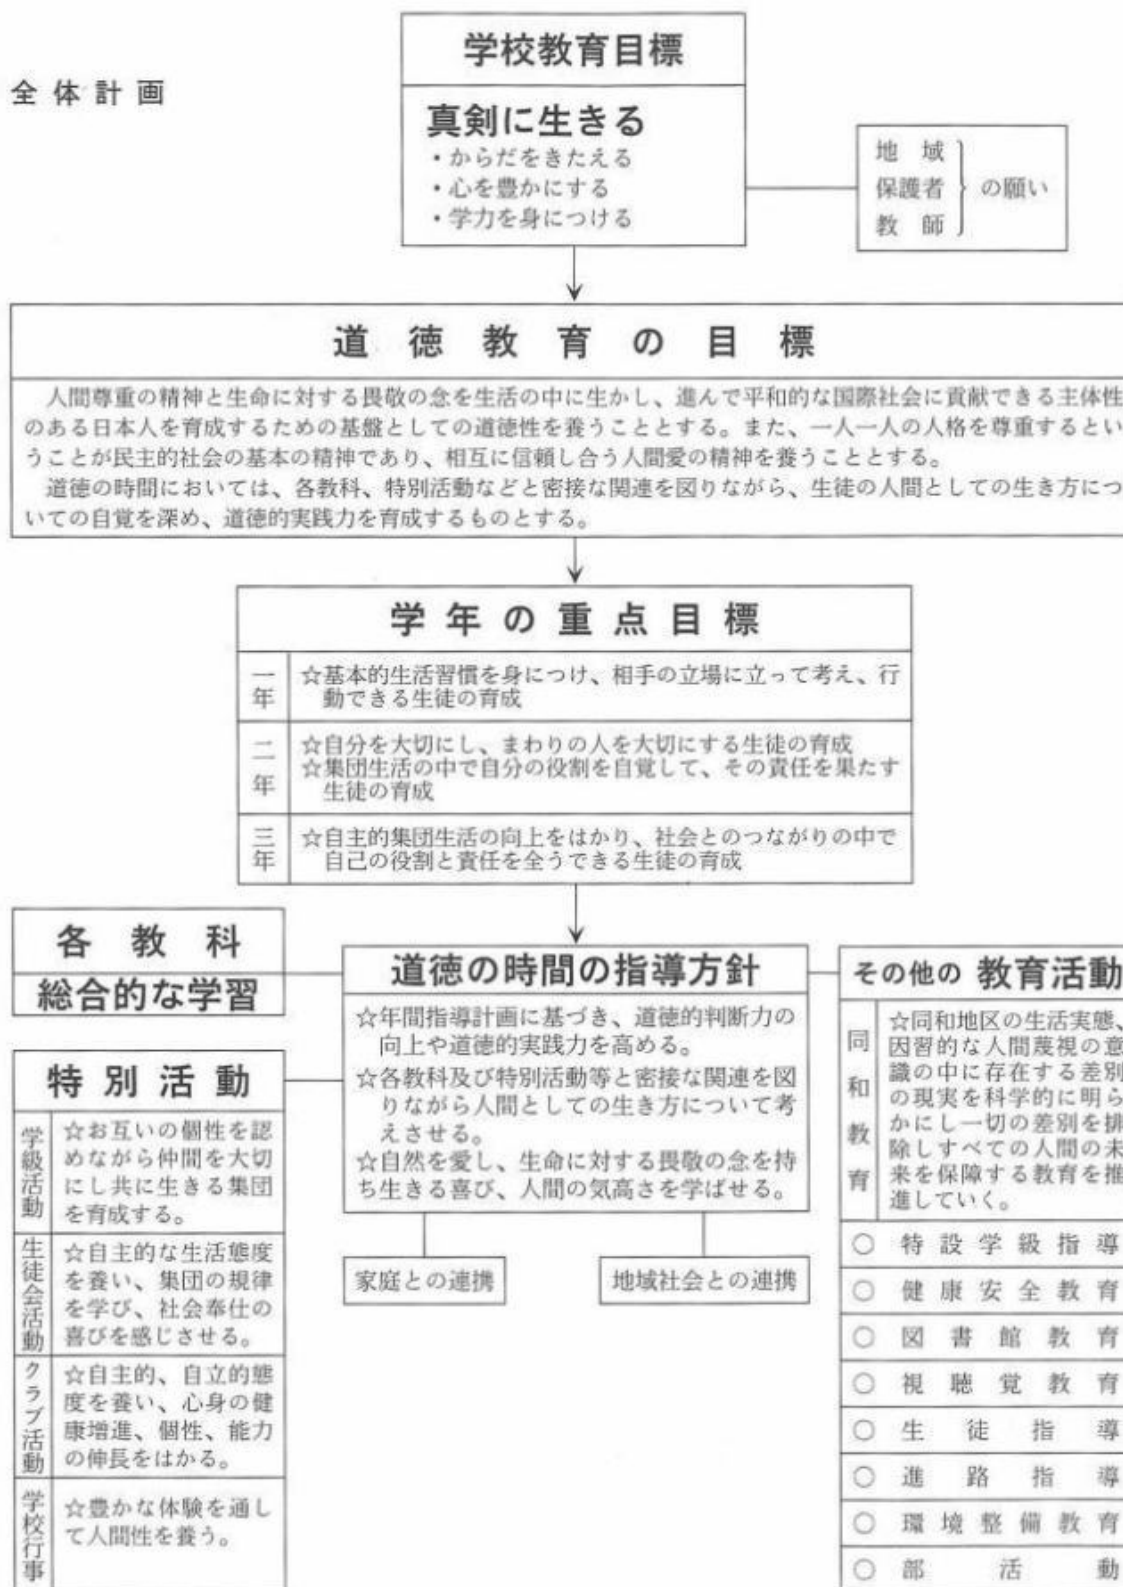 全体計画
学校教育目標
真剣に生きる
・からだをきたえる
・心を豊かにする
・学力を身につける
地域
保護者
教師
の願い
道徳教育の目標
人間尊重の精神と生命に対する畏敬の念を生活の中に生かし、進んで平和的な国際社会に貢献できる主体性
のある日本人を育成するための基盤としての道徳性を養うこととする。また、一人一人の人格を尊重するとい
うことが民主的社会の基本の精神であり、相互に信頼し合う人間愛の精神を養うこととする。
道徳の時間においては、各教科、特別活動などと密接な関連を図りながら、生徒の人間としての生き方につ
いての自覚を深め、道徳的実践力を育成するものとする。
学年の重点目標
一年
☆基本的生活習慣を身につけ、相手の立場に立って考え、行
動できる生徒の育成
二年
☆自分を大切にし、まわりの人を大切にする生徒の育成
☆集団生活の中で自分の役割を自覚して、その責任を果たす
生徒の育成
三年
☆自主的集団生活の向上をはかり、社会とのつながりの中で
自己の役割と責任を全うできる生徒の育成
各教科
総合的な学習
特別活動
学級活動
☆お互いの個性を認
めながら仲間を大切
にし共に生きる集団
を育成する。
生徒会活動
☆自主的な生活態度
を養い、集団の規律
を学び、社会奉仕の
喜びを感じさせる。
クラブ活動
☆自主的、自立的態
度を養い、心身の健
康増進、個性、能力
の伸長をはかる。
学校行事
☆豊かな体験を通し
て人間性を養う。
道徳の時間の指導方針
☆年間指導計画に基づき、道徳的判断力の
向上や道徳的実践力を高める。
☆各教科及び特別活動等と密接な関連を図
りながら人間としての生き方について考
えさせる。
☆自然を愛し、生命に対する畏敬の念を持
ち生きる喜び、人間の気高さを学ばせる。
家庭との連携
地域社会との連携
その他の教育活動
同和教育
☆同和地区の生活実態、
因習的な人間蔑視の意
識の中に存在する差別
の現実を科学的に明ら
かにし一切の差別を排
除しすべての人間の未
来を保障する教育を推
進していく。
○特設学級指導
○健康安全教育
○図書館教育
○視聴覚教育
○生徒指導
○進路指導
○環境整備教育
○部活動